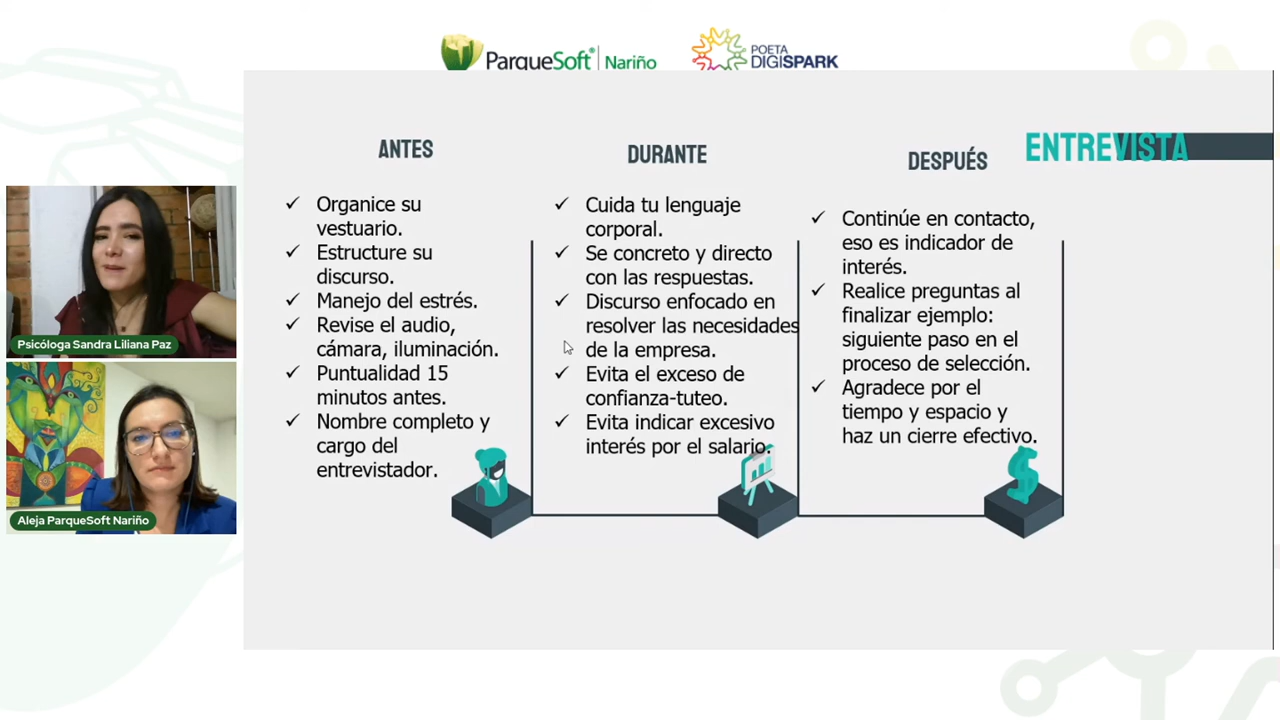 ParqueSoft | Nariño
POETA
DIGISPARK
ENTREVISTA
ANTES
Organice su
vestuario.
Estructure su
discurso.
Manejo del estrés.
Revise el audio,
cámara, iluminación.
Puntualidad 15
minutos antes.
Nombre completo y
cargo del
entrevistador.
DURANTE
Cuida tu lenguaje
corporal.
Se concreto y directo
con las respuestas.
Discurso enfocado en
resolver las necesidades
de la empresa.
Evita el exceso de
confianza-tuteo.
Evita indicar excesivo
interés por el salario.
DESPUÉS
Continúe en contacto,
eso es indicador de
interés.
Realice preguntas al
finalizar ejemplo:
siguiente paso en el
proceso de selección.
Agradece por el
tiempo y espacio y
haz un cierre efectivo.
Psicóloga Sandra Liliana Paz
Aleja ParqueSoft Nariño